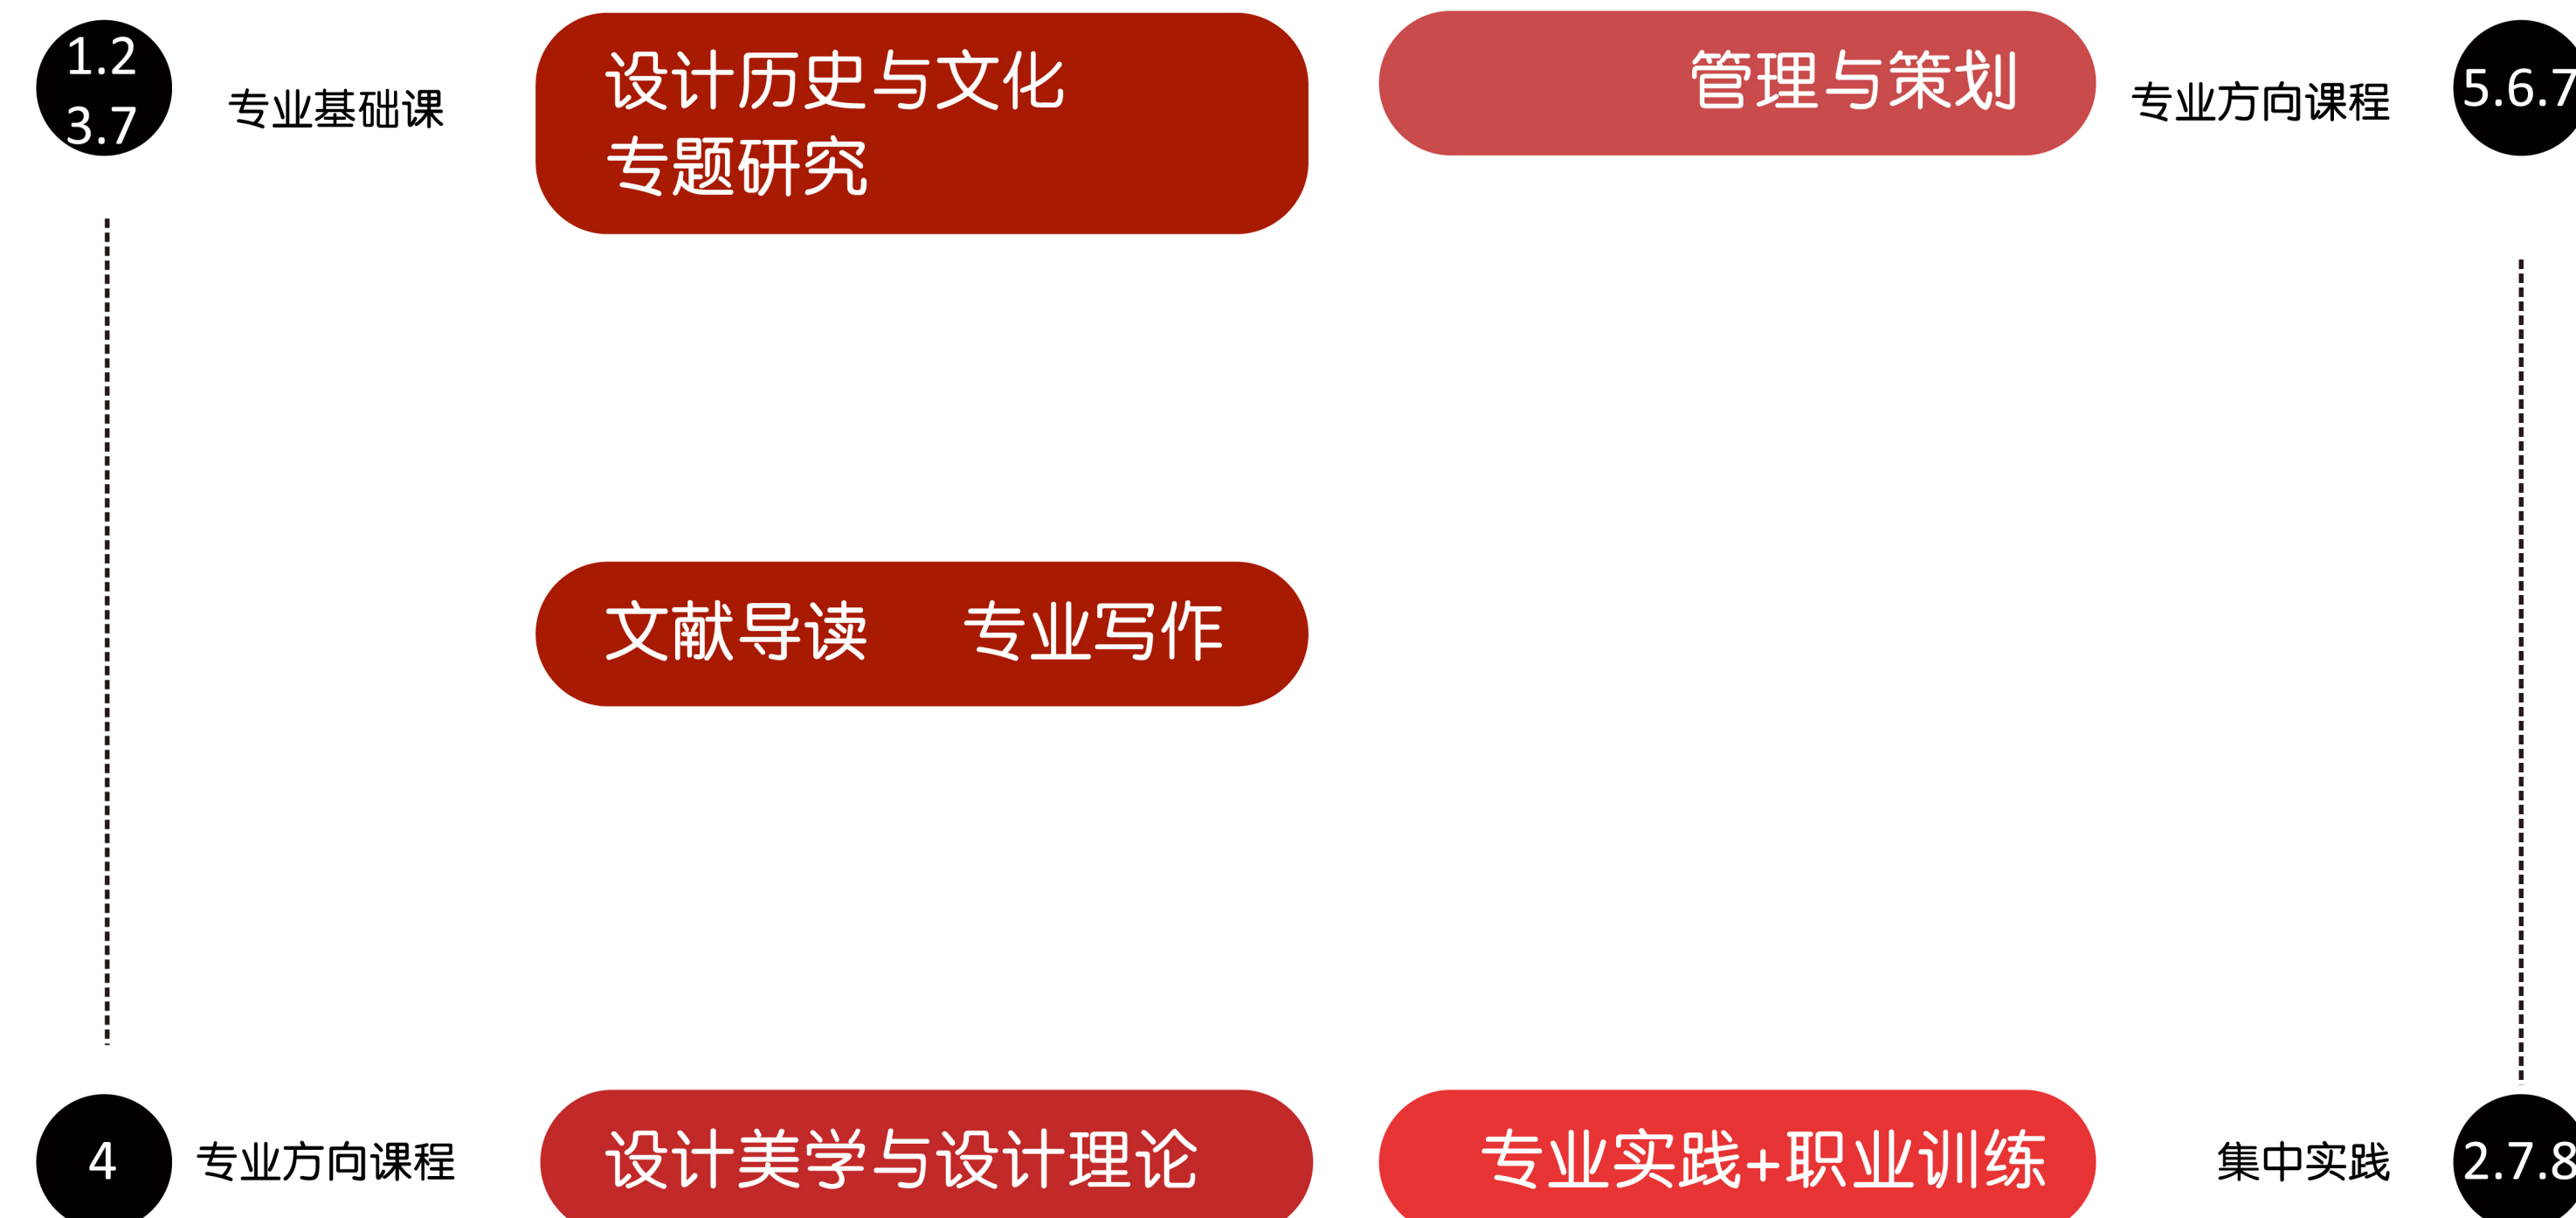 1.2
3.7
专业基础课
设计历史与文化
专题研究
管理与策划
专业方向课程
5.6.7
文献导读 专业写作
4
专业方向课程
设计美学与设计理论
专业实践+职业训练
集中实践
2.7.8